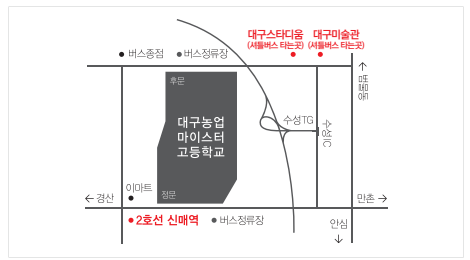 대구스타디움
(셔틀버스 타는곳)
대구미술관
(셔틀버스 타는곳)
버스종점
버스정류장
후문
범물동
대구농업
마이스터
고등학교
수성TG
수성IC
정문
이마트
경산
만촌
2호선 신매역
버스정류장
안심